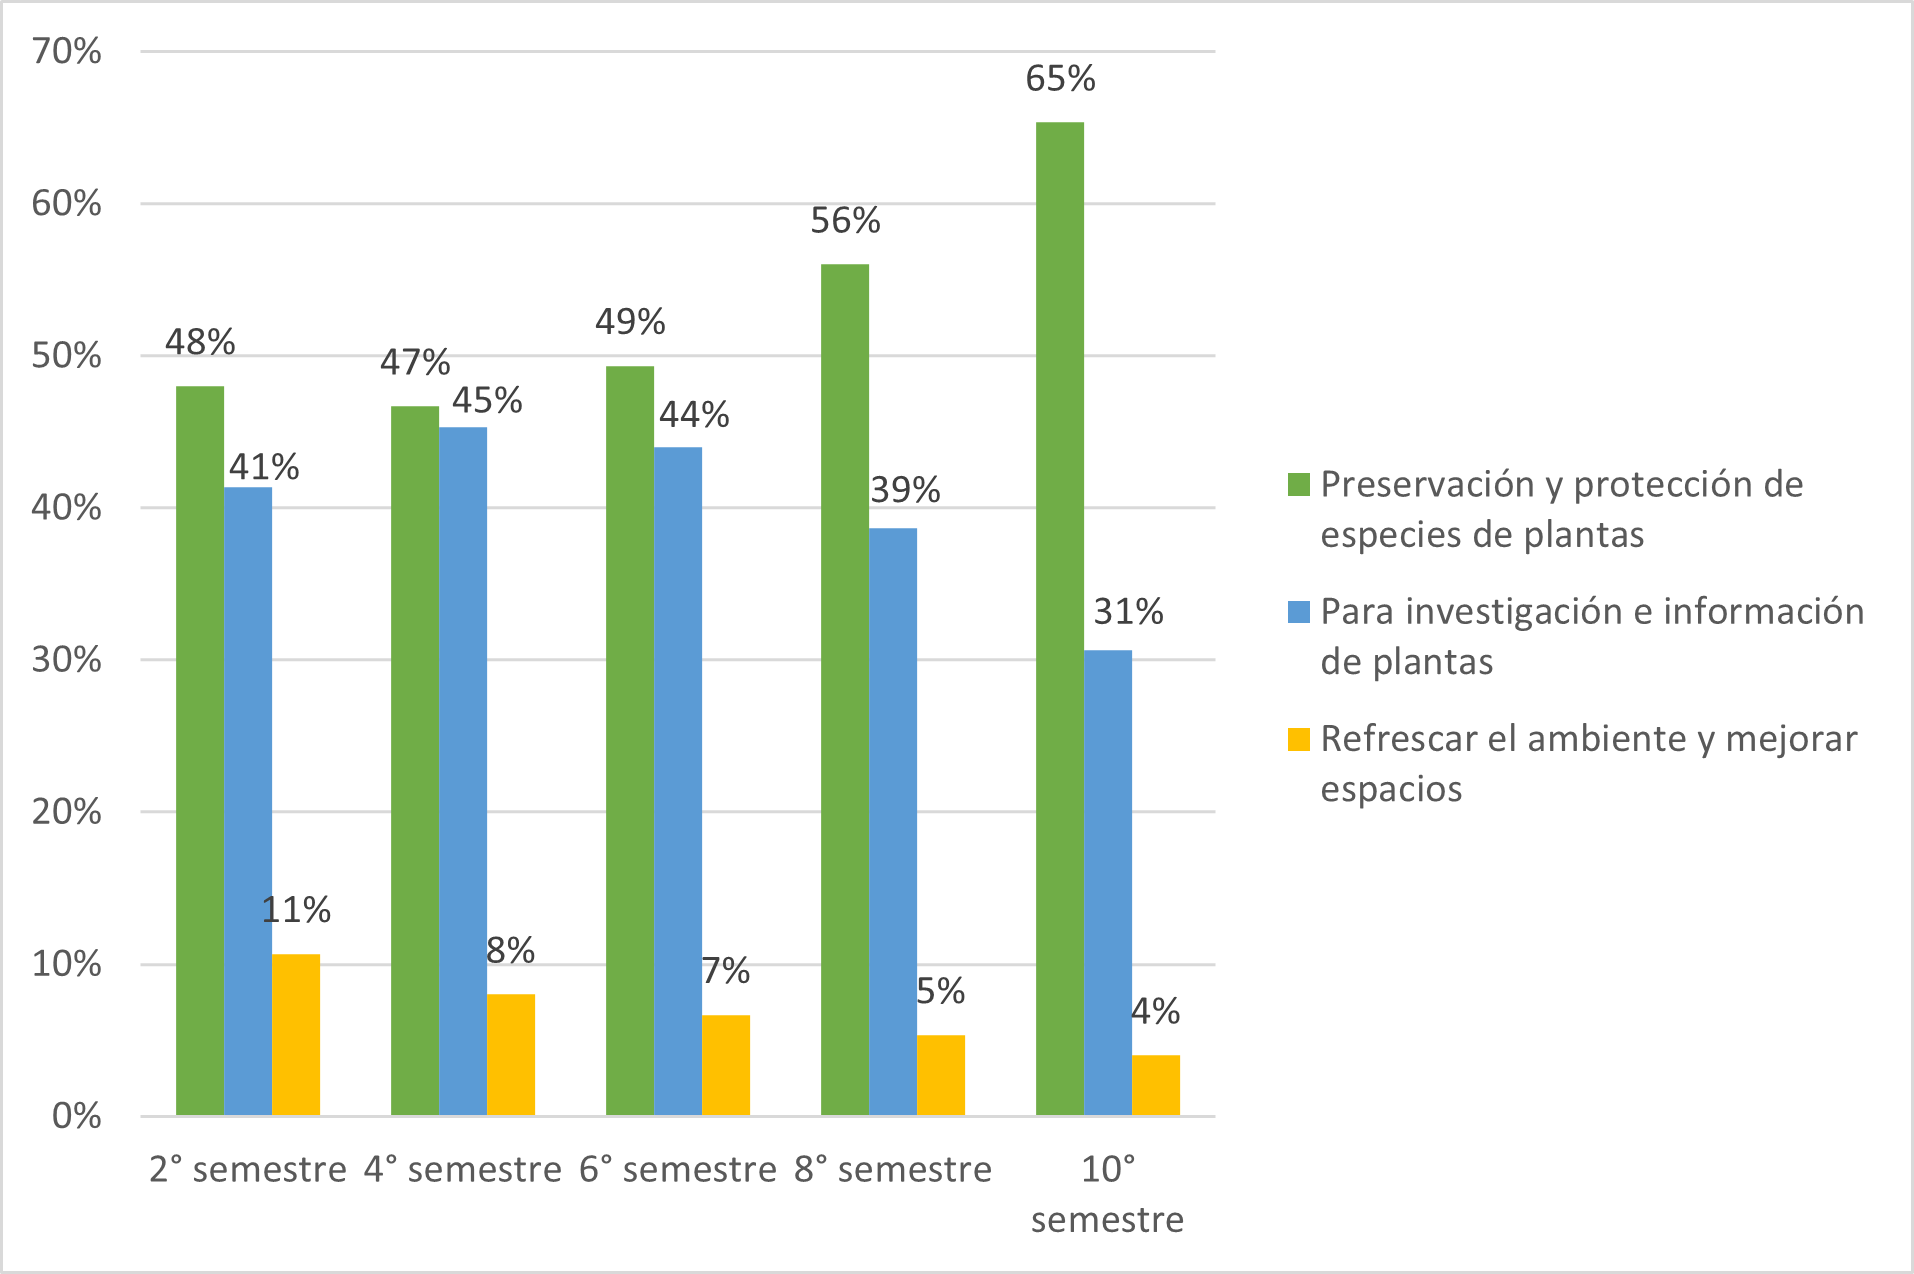 70%
60%
50%
40%
30%
20%
10%
0%
48%
41%
11%
47%
45%
8%
49%
44%
7%
56%
39%
5%
65%
31%
4%
2° semestre
4° semestre
6° semestre
8° semestre
10°
semestre
Preservación y protección de
especies de plantas
Para investigación e información
de plantas
Refrescar el ambiente y mejorar
espacios